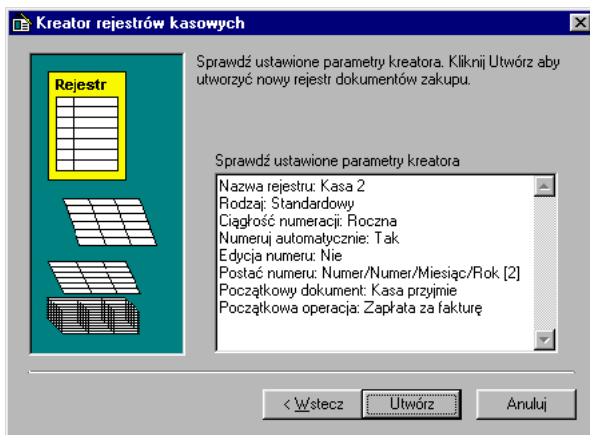 Kreator rejestrów kasowych
Rejestr
Sprawdź ustawione parametry kreatora. Kliknij Utwórz aby
utworzyć nowy rejestr dokumentów zakupu.
Sprawdź ustawione parametry kreatora
Nazwa rejestru: Kasa 2
Rodzaj: Standardowy
Ciągłość numeracji: Roczna
Numeruj automatycznie: Tak
Edycja numeru: Nie
Postać numeru: Numer/Numer/Miesiąc/Rok [2]
Początkowy dokument: Kasa przyjmie
Początkowa operacja: Zapłata za fakturę
< Wstecz
Utwórz
Anuluj